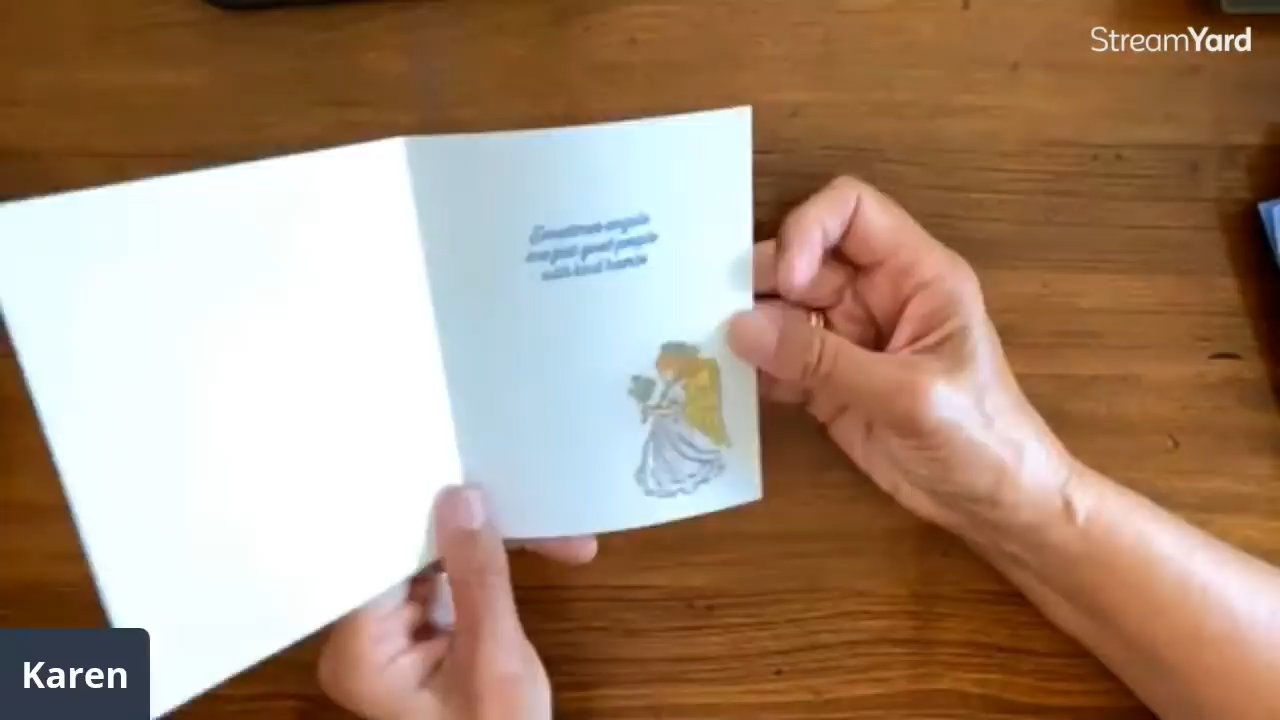 StreamYard
Sometimes angels
are just good people
with kind hearts
Karen